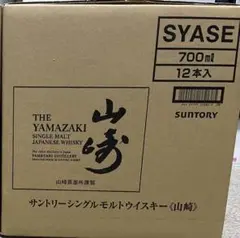 SYASE
700mℓ
12本入
SUNTORY
THE
YAMAZAKI
SINGLE MALT
JAPANESE WHISKY
山崎
YAMAZAKI DISTILLERY
山崎蒸溜所謹製
サントリーシングルモルトウイスキー《山崎》